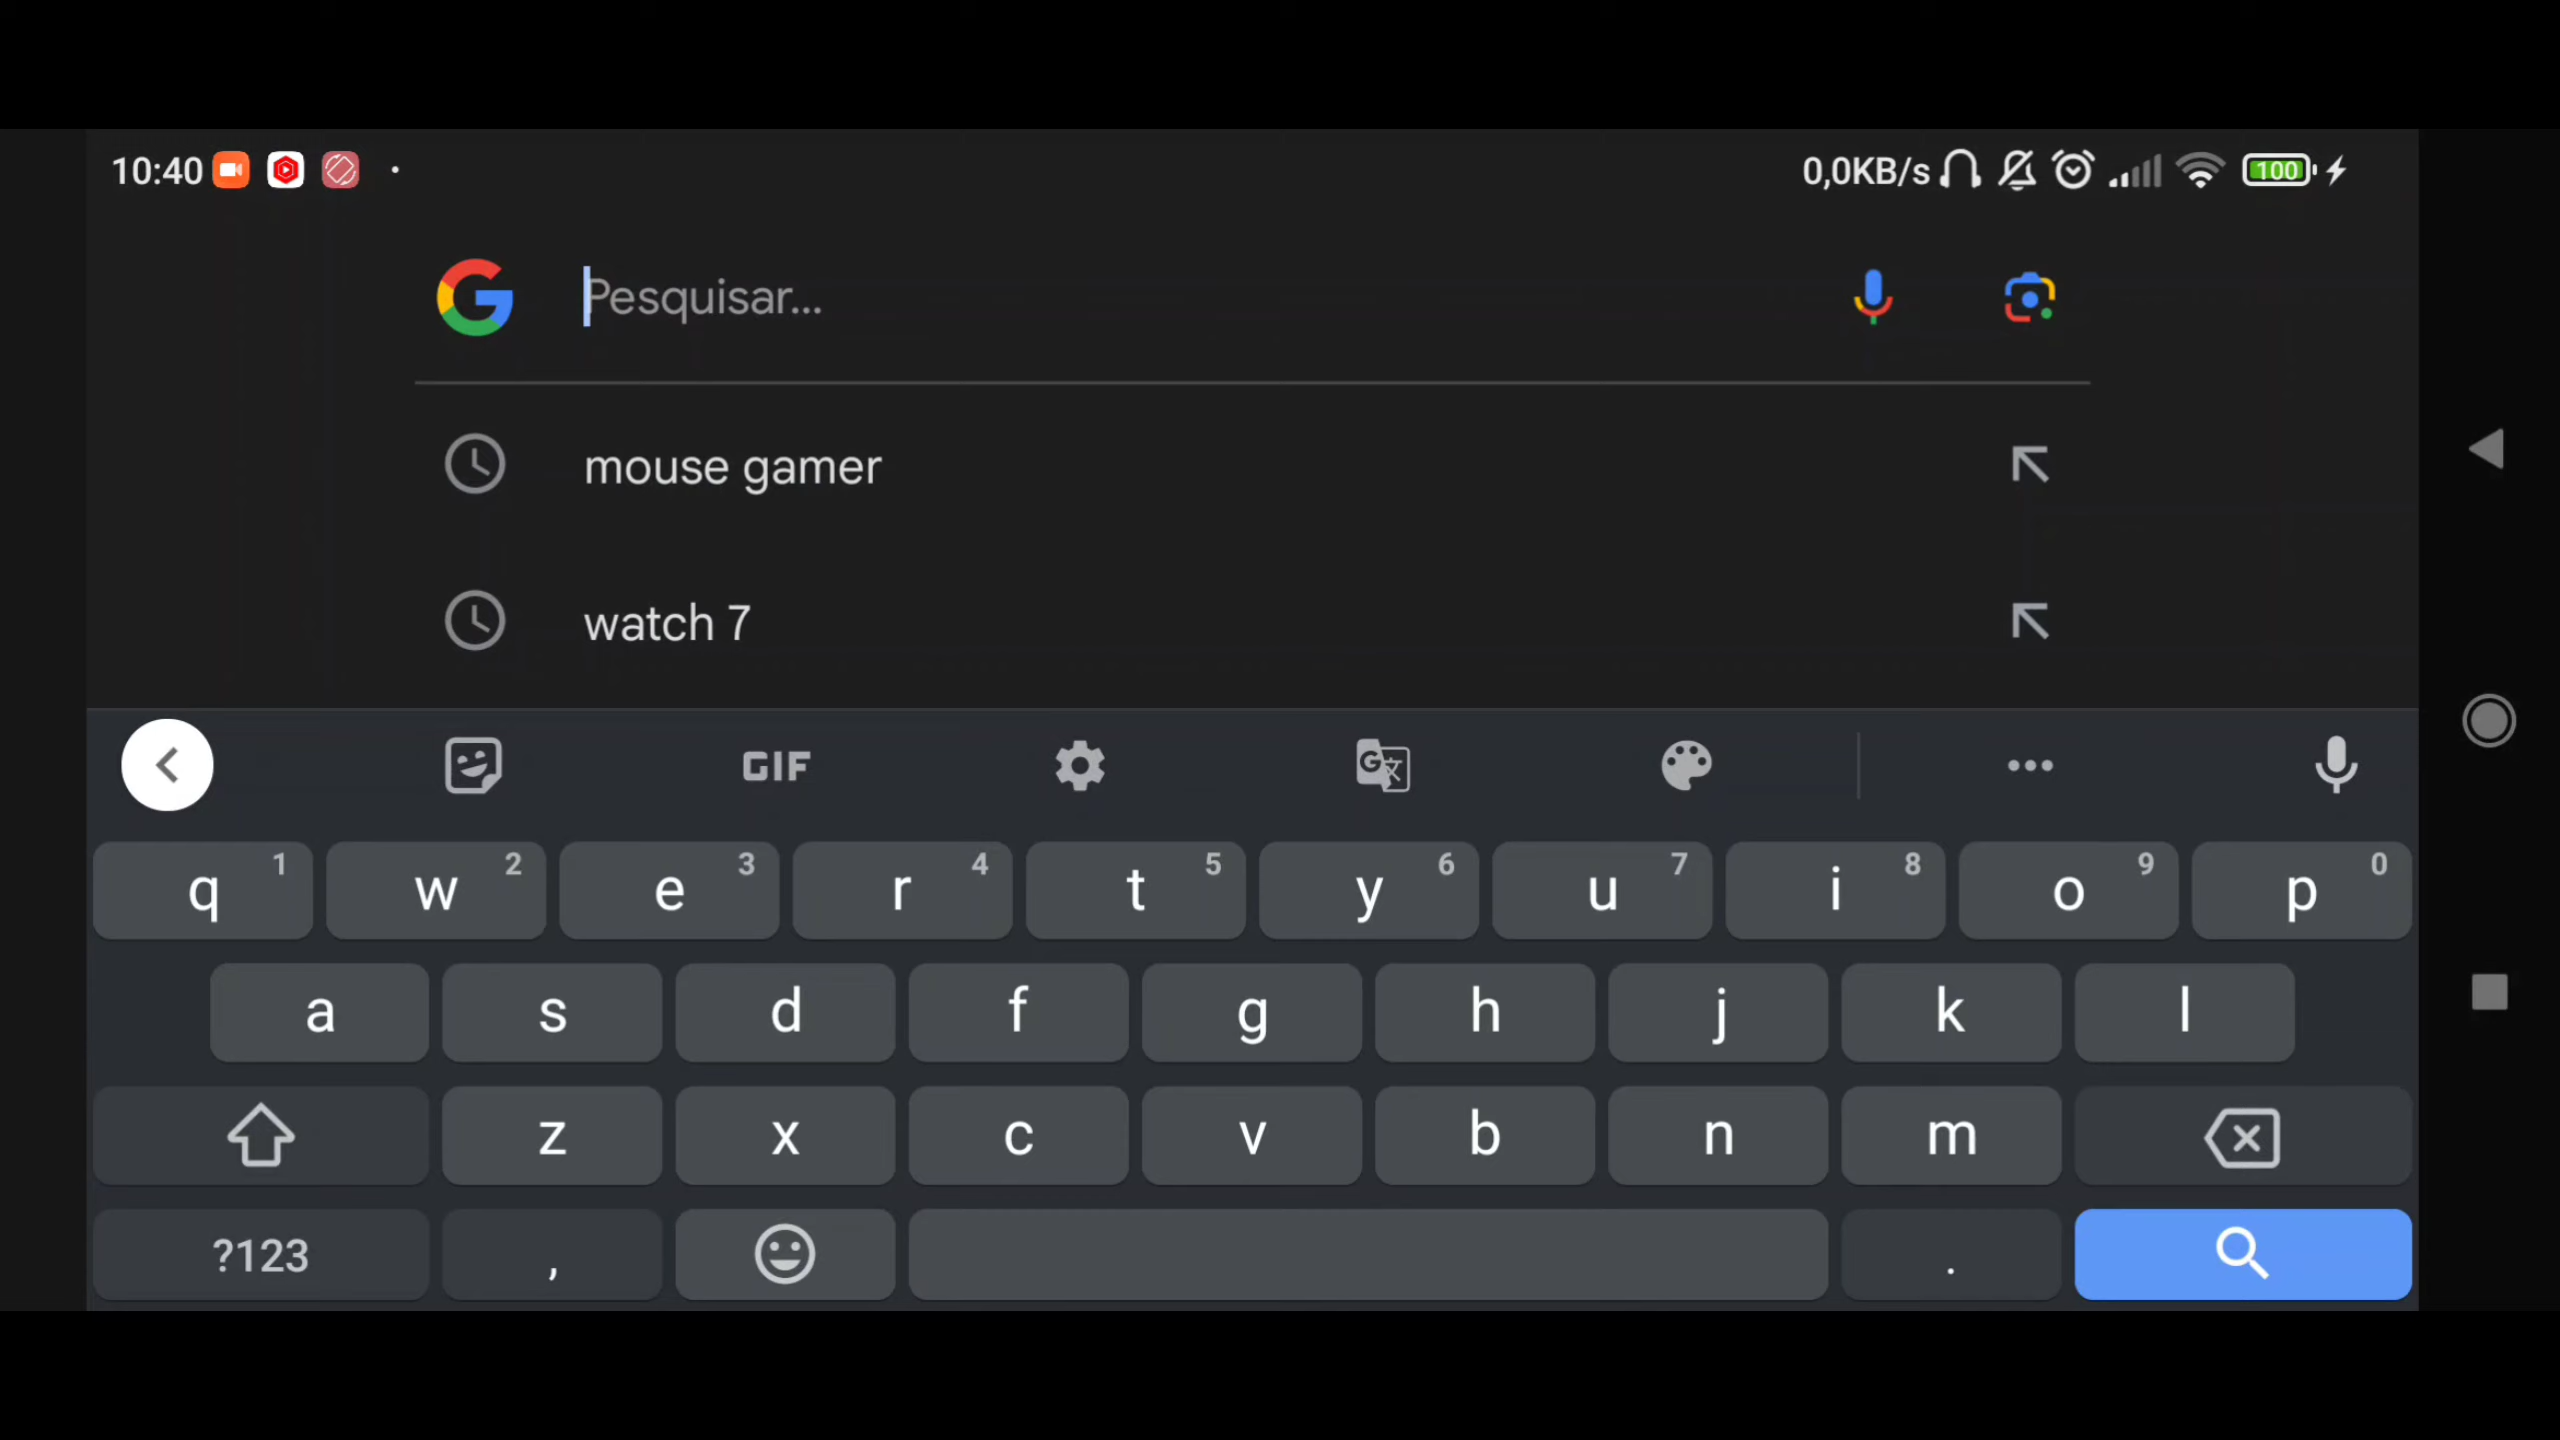 10:40 0,0KB/s 100
Pesquisar...
mouse gamer
watch 7
GIF
q 1 w 2 e 3 r 4 t 5 y 6 u 7 i 8 o 9 p 0
a s d f g h j k l
z x c v b n m
?123 , .